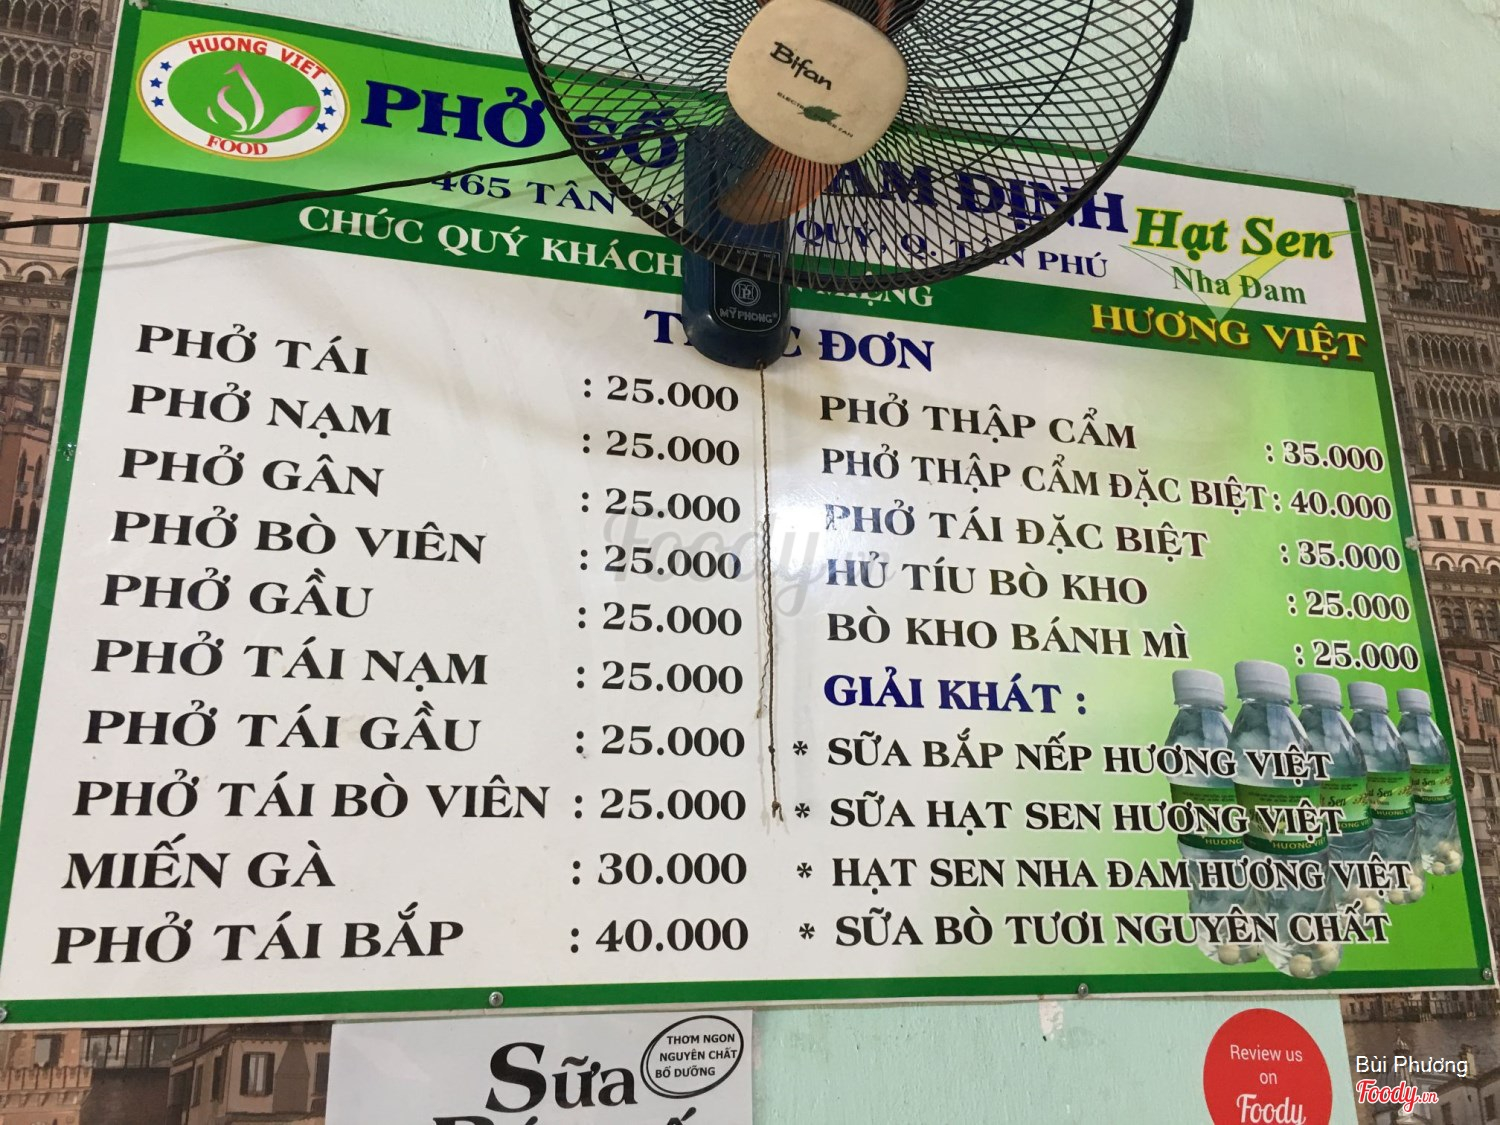 HUONG VIET
FOOD
PHỞ SỐ
NAM ĐỊNH
465 TÂN
QUÝ, Q. TÂN PHÚ
CHÚC QUÝ KHÁCH
MIỆNG
Hạt Sen
Nha Đam
HƯƠNG VIỆT
Bifan
MYPHONG
ĐƠN
PHỞ TÁI : 25.000
PHỞ NẠM : 25.000
PHỞ GÂN : 25.000
PHỞ BÒ VIÊN : 25.000
PHỞ GẦU : 25.000
PHỞ TÁI NẠM : 25.000
PHỞ TÁI GẦU : 25.000
PHỞ TÁI BÒ VIÊN : 25.000
MIẾN GÀ : 30.000
PHỞ TÁI BẮP : 40.000
PHỞ THẬP CẨM : 35.000
PHỞ THẬP CẨM ĐẶC BIỆT : 40.000
PHỞ TÁI ĐẶC BIỆT : 35.000
HỦ TÍU BÒ KHO : 25.000
BÒ KHO BÁNH MÌ : 25.000
GIẢI KHÁT :
* SỮA BẮP NẾP HƯƠNG VIỆT
* SỮA HẠT SEN HƯƠNG VIỆT
* HẠT SEN NHA ĐAM HƯƠNG VIỆT
* SỮA BÒ TƯƠI NGUYÊN CHẤT
Foody.vn
Sữa
THƠM NGON
NGUYÊN CHẤT
BỔ DƯỠNG
Review us
on
Foody
Bùi Phương
Foody.vn